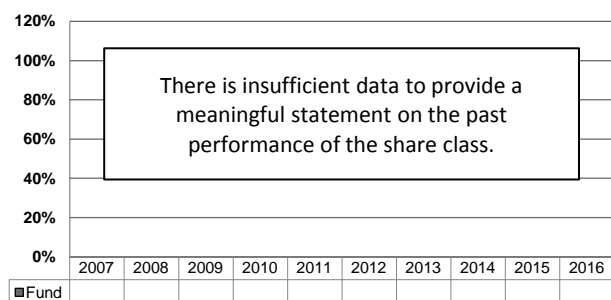 120%
100%
80%
60%
40%
20%
0%
There is insufficient data to provide a
meaningful statement on the past
performance of the share class.
2007 2008 2009 2010 2011 2012 2013 2014 2015 2016
Fund